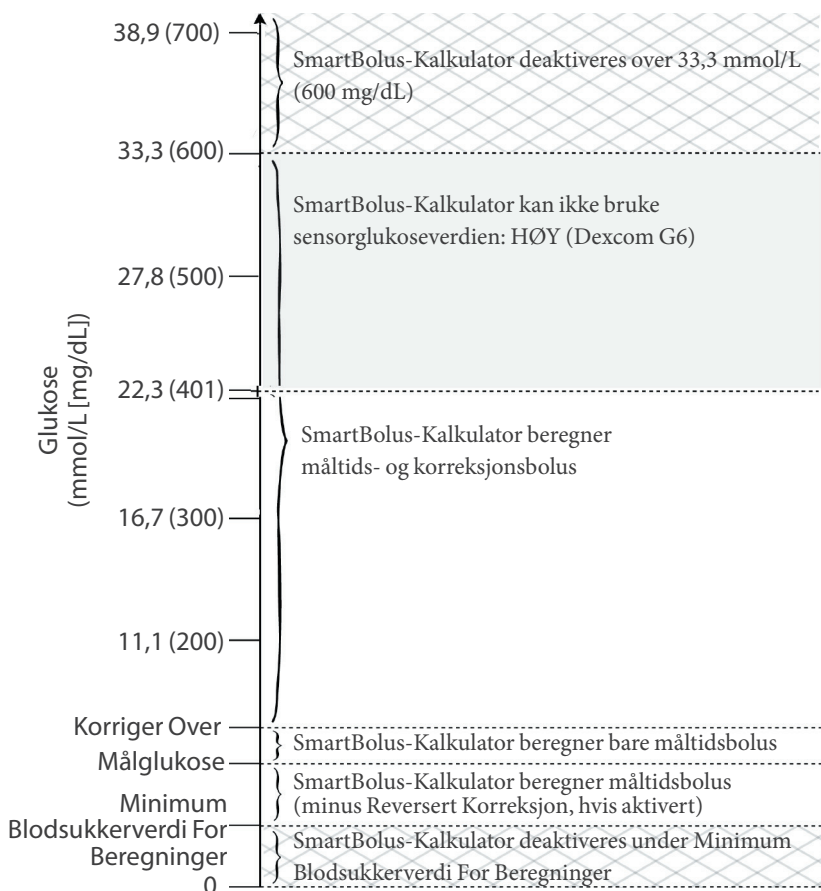 38,9 (700)
SmartBolus-Kalkulator deaktiveres over 33,3 mmol/L
(600 mg/dL)
33,3 (600)
SmartBolus-Kalkulator kan ikke bruke
sensorglukoseverdien: HØY (Dexcom G6)
27,8 (500)
Glukose
(mmol/L [mg/dL])
22,3 (401)
SmartBolus-Kalkulator beregner
måltids- og korreksjonsbolus
16,7 (300)
11,1 (200)
Korriger Over
SmartBolus-Kalkulator beregner bare måltidsbolus
Målglukose
SmartBolus-Kalkulator beregner måltidsbolus
(minus Reversert Korreksjon, hvis aktivert)
Minimum
Blodsukkerverdi For
Beregninger
SmartBolus-Kalkulator deaktiveres under Minimum
Blodsukkerverdi For Beregninger
0